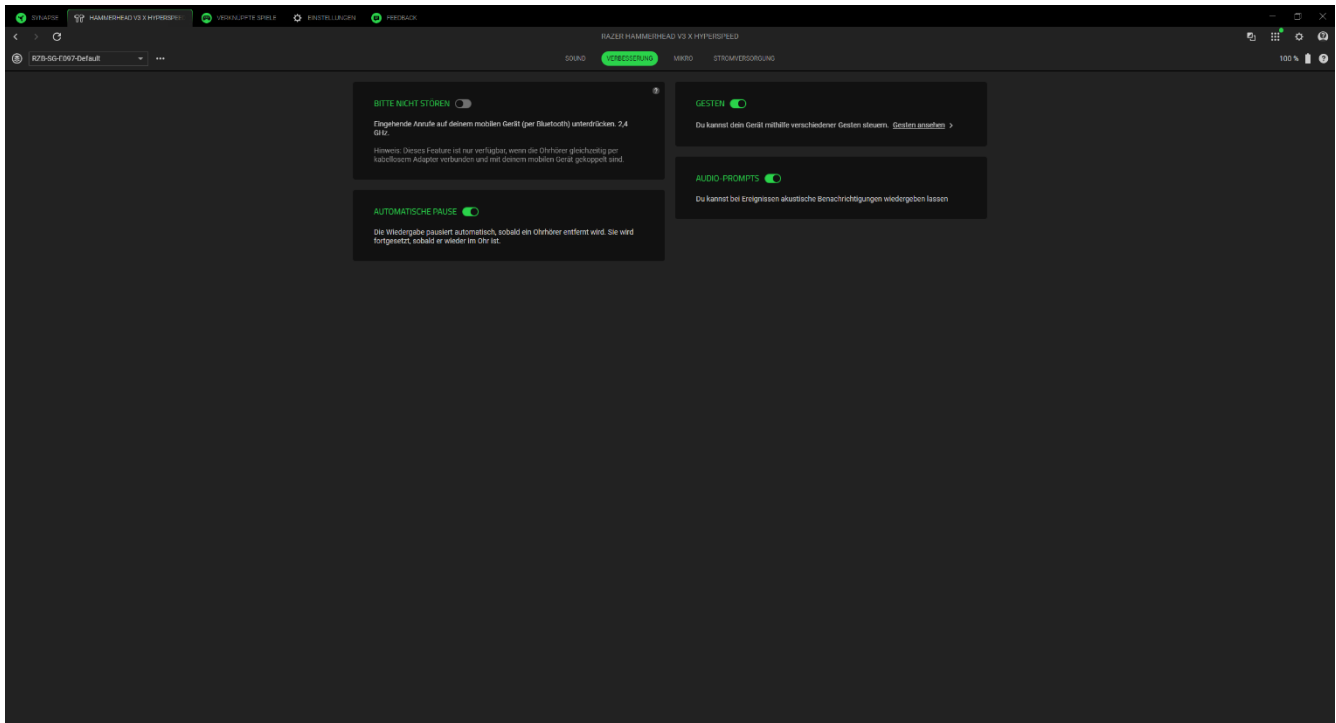 SYNAPSE
HAMMERHEAD V3 X HYPERSPEED
VERKNÜPFTE SPIELE
EINSTELLUNGEN
FEEDBACK
RAZER HAMMERHEAD V3 X HYPERSPEED
RZB-SG-E097-Default
SOUND
VERBESSERUNG
MIKRO
STROMVERSORGUNG
100 %
BITTE NICHT STÖREN
Eingehende Anrufe auf deinem mobilen Gerät (per Bluetooth) unterdrücken. 2,4
GHz.
Hinweis: Dieses Feature ist nur verfügbar, wenn die Ohrhörer gleichzeitig per
kabellosem Adapter verbunden und mit deinem mobilen Gerät gekoppelt sind.
AUTOMATISCHE PAUSE
Die Wiedergabe pausiert automatisch, sobald ein Ohrhörer entfernt wird. Sie wird
fortgesetzt, sobald er wieder im Ohr ist.
GESTEN
Du kannst dein Gerät mithilfe verschiedener Gesten steuern. Gesten ansehen >
AUDIO-PROMPTS
Du kannst bei Ereignissen akustische Benachrichtigungen wiedergeben lassen